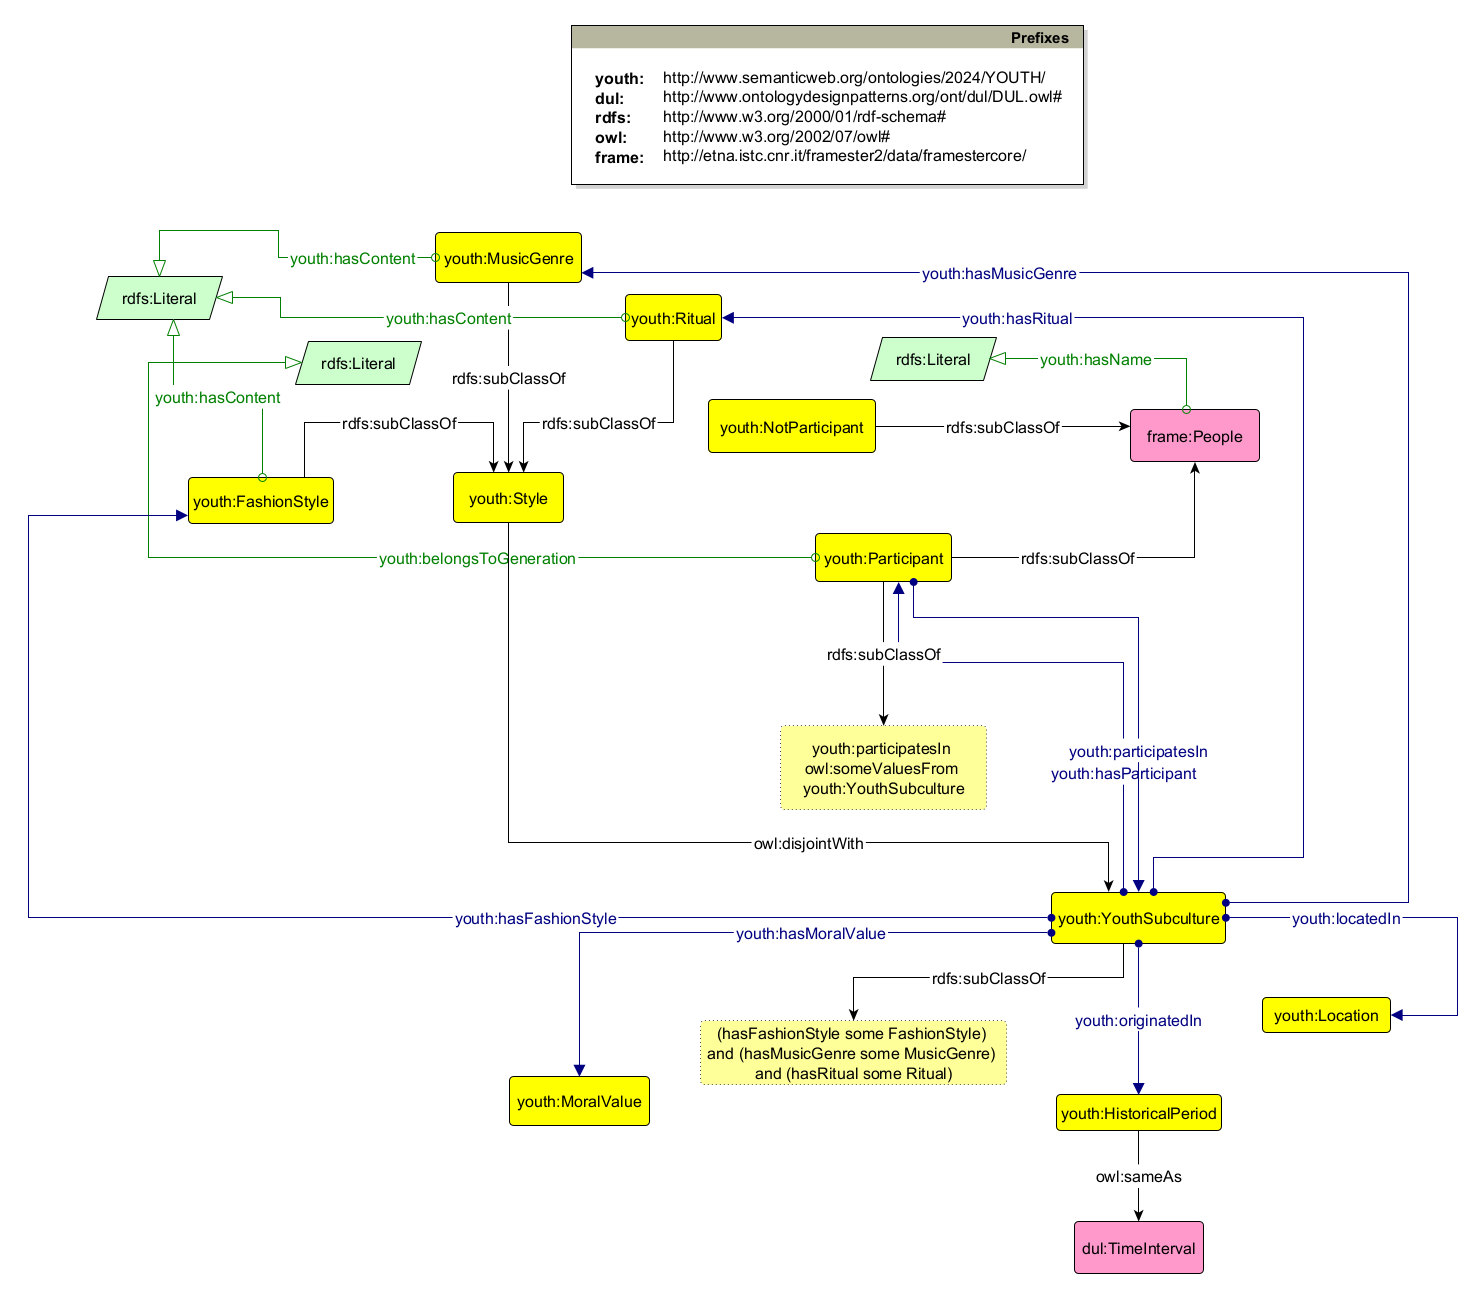 Prefixes
youth: http://www.semanticweb.org/ontologies/2024/YOUTH/
dul: http://www.ontologydesignpatterns.org/ont/dul/DUL.owl#
rdfs: http://www.w3.org/2000/01/rdf-schema#
owl: http://www.w3.org/2002/07/owl#
frame: http://etna.istc.cnr.it/framester2/data/framestercore/
youth:hasContent
youth:MusicGenre
youth:hasMusicGenre
rdfs:Literal
youth:hasContent
youth:Ritual
youth:hasRitual
rdfs:Literal
rdfs:Literal
youth:hasName
rdfs:subClassOf
youth:hasContent
rdfs:subClassOf
rdfs:subClassOf
youth:NotParticipant
rdfs:subClassOf
frame:People
youth:FashionStyle
youth:Style
youth:belongsToGeneration
youth:Participant
rdfs:subClassOf
rdfs:subClassOf
youth:participatesIn
owl:someValuesFrom
youth:YouthSubculture
youth:participatesIn
youth:hasParticipant
owl:disjointWith
youth:hasFashionStyle
youth:YouthSubculture
youth:locatedIn
youth:hasMoralValue
rdfs:subClassOf
(hasFashionStyle some FashionStyle)
and (hasMusicGenre some MusicGenre)
and (hasRitual some Ritual)
youth:originatedIn
youth:Location
youth:MoralValue
youth:HistoricalPeriod
owl:sameAs
dul:TimeInterval